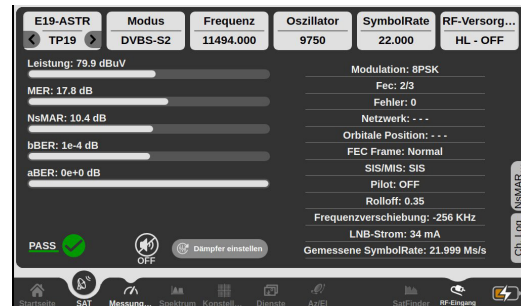 E19-ASTR Modus Frequenz Oszillator SymbolRate RF-Versorg...
TP19 DVBS-S2 11494.000 9750 22.000 HL - OFF
Leistung: 79.9 dBuV
MER: 17.8 dB
NsMAR: 10.4 dB
bBER: 1e-4 dB
aBER: 0e+0 dB
Modulation: 8PSK
Fec: 2/3
Fehler: 0
Netzwerk: - - -
Orbitale Position: - - -
FEC Frame: Normal
SIS/MIS: SIS
Pilot: OFF
Rolloff: 0.35
Frequenzverschiebung: -256 KHz
LNB-Strom: 34 mA
Gemessene SymbolRate: 21.999 Ms/s
NsMAR
Ch. Log
PASS
OFF
Dämpfer einstellen
Startseite SAT Messung... Spektrum Konstell... Dienste Az/El SatFinder RF-Eingang